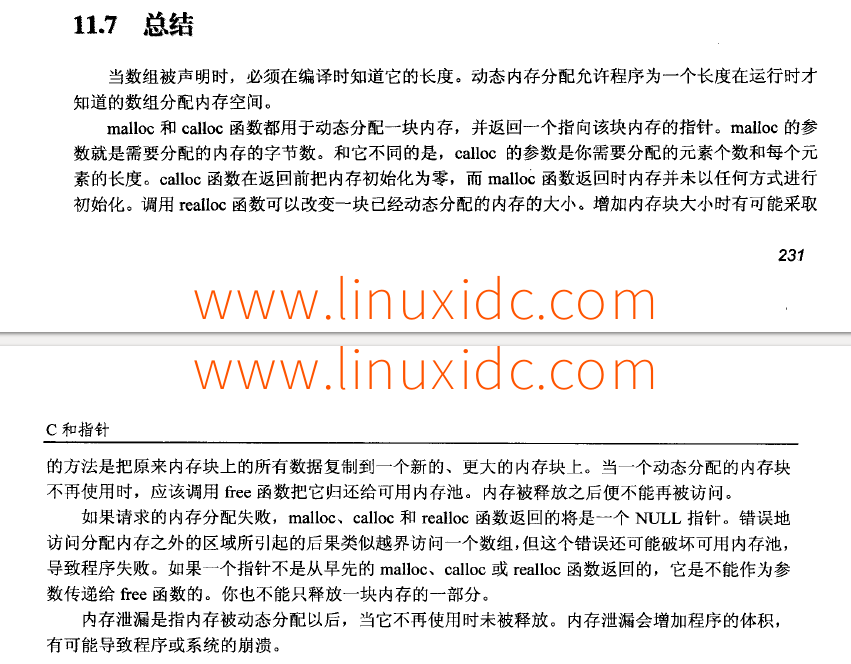 11.7 总结
当数组被声明时，必须在编译时知道它的长度。动态内存分配允许程序为一个长度在运行时才
知道的数组分配内存空间。
malloc 和 calloc 函数都用于动态分配一块内存，并返回一个指向该块内存的指针。malloc 的参
数就是需要分配的内存的字节数。和它不同的是，calloc 的参数是你需要分配的元素个数和每个元
素的长度。calloc 函数在返回前把内存初始化为零，而 malloc 函数返回时内存并未以任何方式进行
初始化。调用 realloc 函数可以改变一块已经动态分配的内存的大小。增加内存块大小时有可能采取
231
www.linuxidc.com
www.linuxidc.com
C 和指针
的方法是把原来内存块上的所有数据复制到一个新的、更大的内存块上。当一个动态分配的内存块
不再使用时，应该调用 free 函数把它归还给可用内存池。内存被释放之后便不能再被访问。
如果请求的内存分配失败，malloc、calloc 和 realloc 函数返回的将是一个 NULL 指针。错误地
访问分配内存之外的区域所引起的后果类似越界访问一个数组，但这个错误还可能破坏可用内存池，
导致程序失败。如果一个指针不是从早先的 malloc、calloc 或 realloc 函数返回的，它是不能作为参
数传递给 free 函数的。你也不能只释放一块内存的一部分。
内存泄漏是指内存被动态分配以后，当它不再使用时未被释放。内存泄漏会增加程序的体积，
有可能导致程序或系统的崩溃。